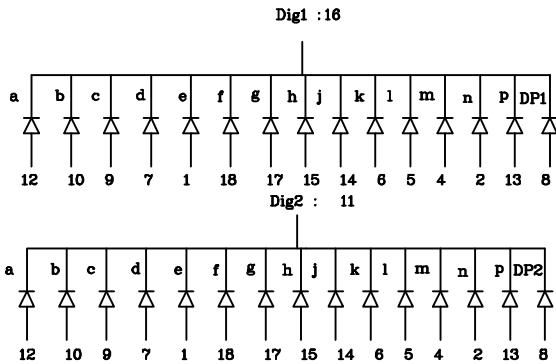 Dig1 :16
a b c d e f g h j k l m n p DP1
12 10 9 7 1 18 17 15 14 6 5 4 2 13 8
Dig2 : 11
a b c d e f g h j k l m n p DP2
12 10 9 7 1 18 17 15 14 6 5 4 2 13 8